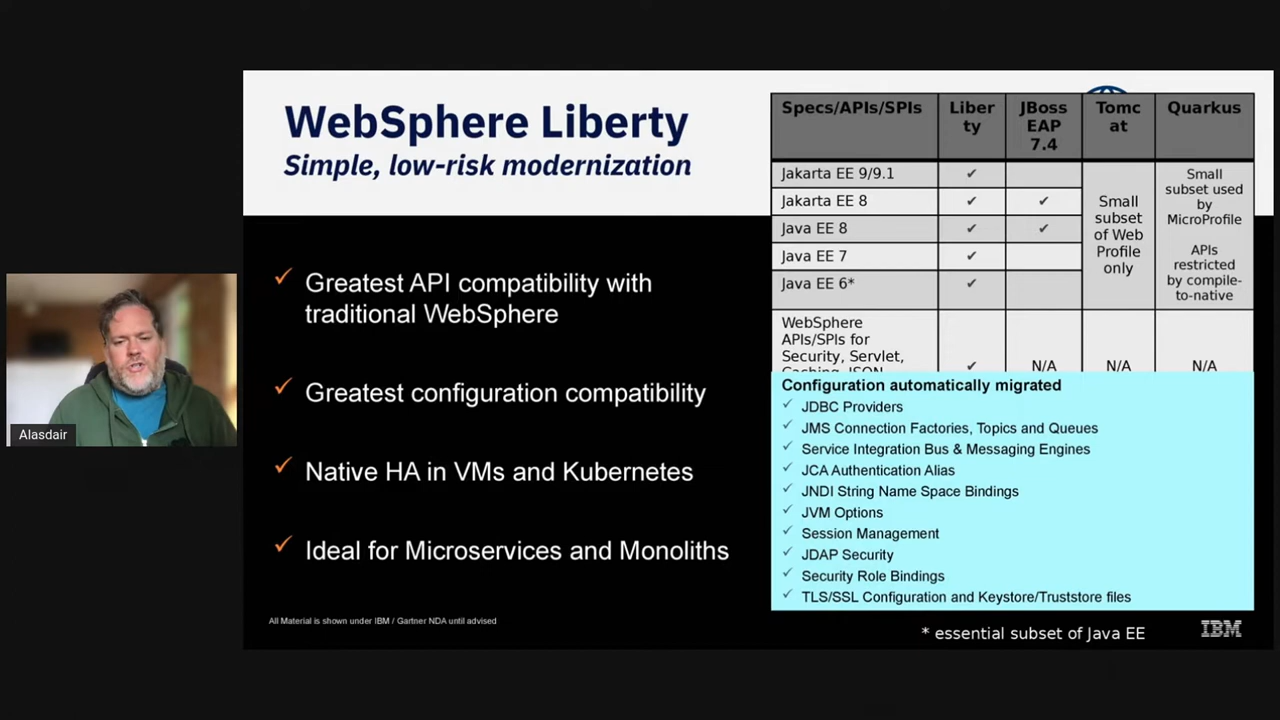 WebSphere Liberty
Simple, low-risk modernization
Greatest API compatibility with
traditional WebSphere
Greatest configuration compatibility
Native HA in VMs and Kubernetes
Ideal for Microservices and Monoliths
All Material is shown under IBM / Gartner NDA until advised
Specs/APIs/SPIs
Liber
ty
JBoss
EAP
7.4
Tomc
at
Quarkus
Jakarta EE 9/9.1 ✔
Jakarta EE 8 ✔ ✔
Java EE 8 ✔ ✔
Java EE 7 ✔
Java EE 6* ✔
Small
subset
of Web
Profile
only
Small
subset used
by
MicroProfile
APIs
restricted
by compile-
to-native
WebSphere
APIs/SPIs for
Security, Servlet,
Caching, JSON
✔ N/A N/A N/A
Configuration automatically migrated
JDBC Providers
JMS Connection Factories, Topics and Queues
Service Integration Bus & Messaging Engines
JCA Authentication Alias
JNDI String Name Space Bindings
JVM Options
Session Management
JDAP Security
Security Role Bindings
TLS/SSL Configuration and Keystore/Truststore files
* essential subset of Java EE
IBM
Alasdair